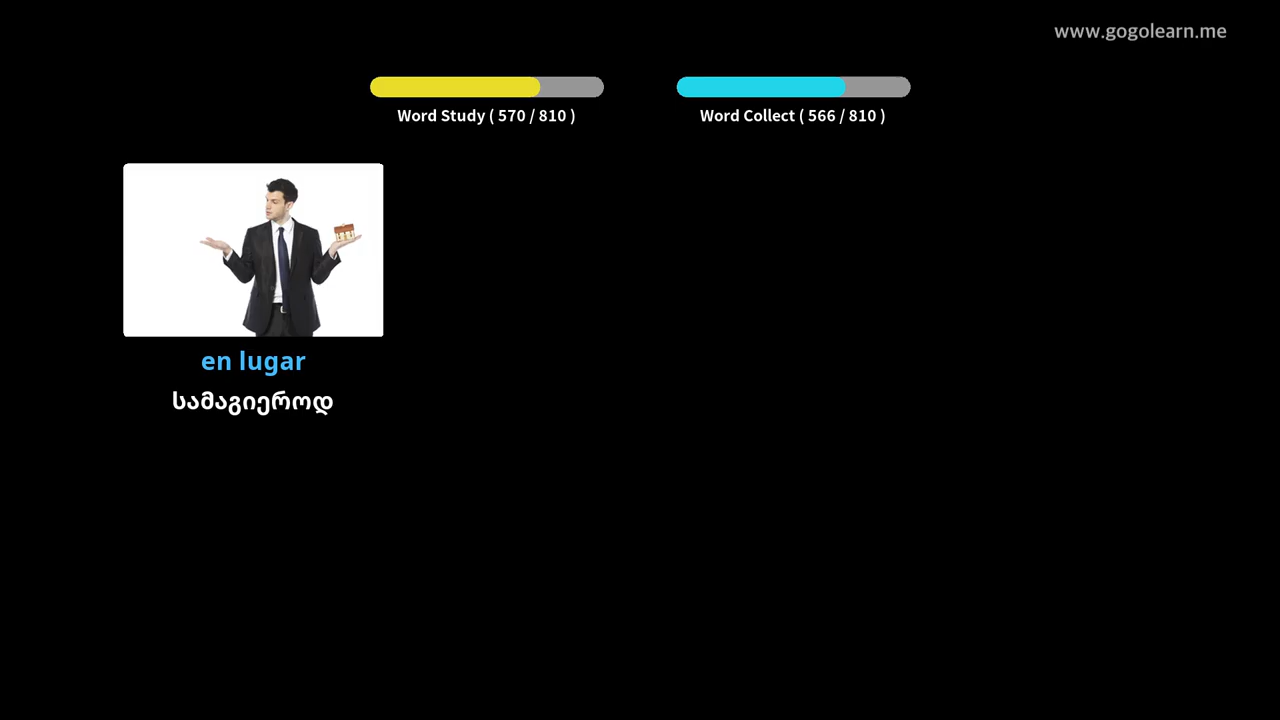 www.gogolearn.me
Word Study ( 570 / 810 )
Word Collect ( 566 / 810 )
en lugar
სამაგიეროდ